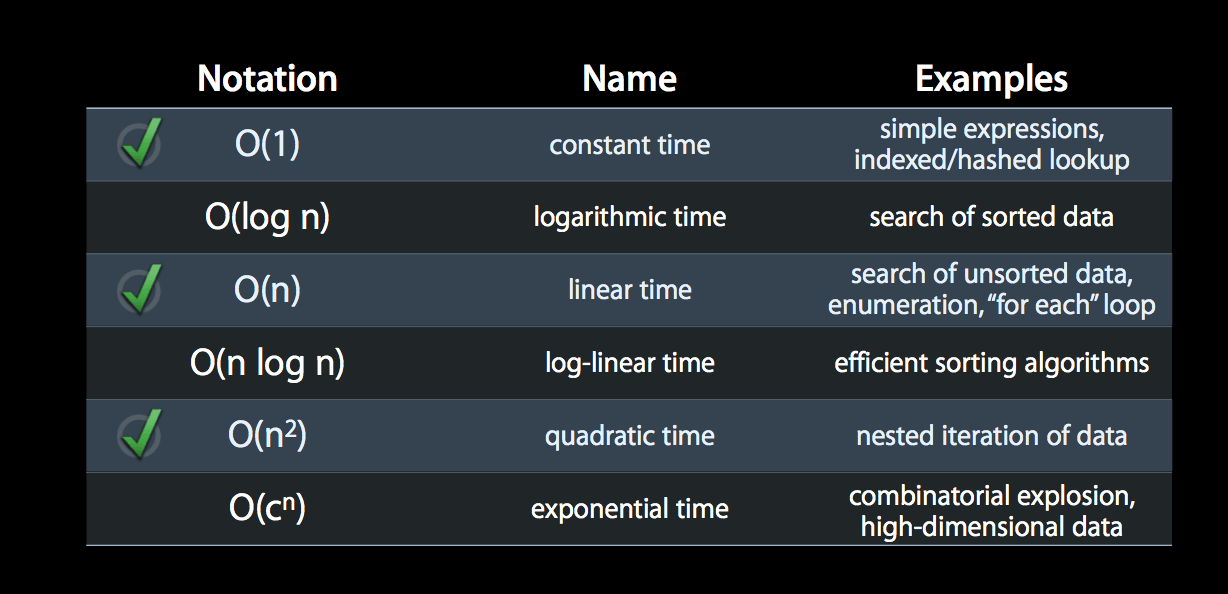 Notation Name Examples
O(1) constant time simple expressions,
indexed/hashed lookup
O(log n) logarithmic time search of sorted data
O(n) linear time search of unsorted data,
enumeration, “for each” loop
O(n log n) log-linear time efficient sorting algorithms
O(n²) quadratic time nested iteration of data
O(cⁿ) exponential time combinatorial explosion,
high-dimensional data